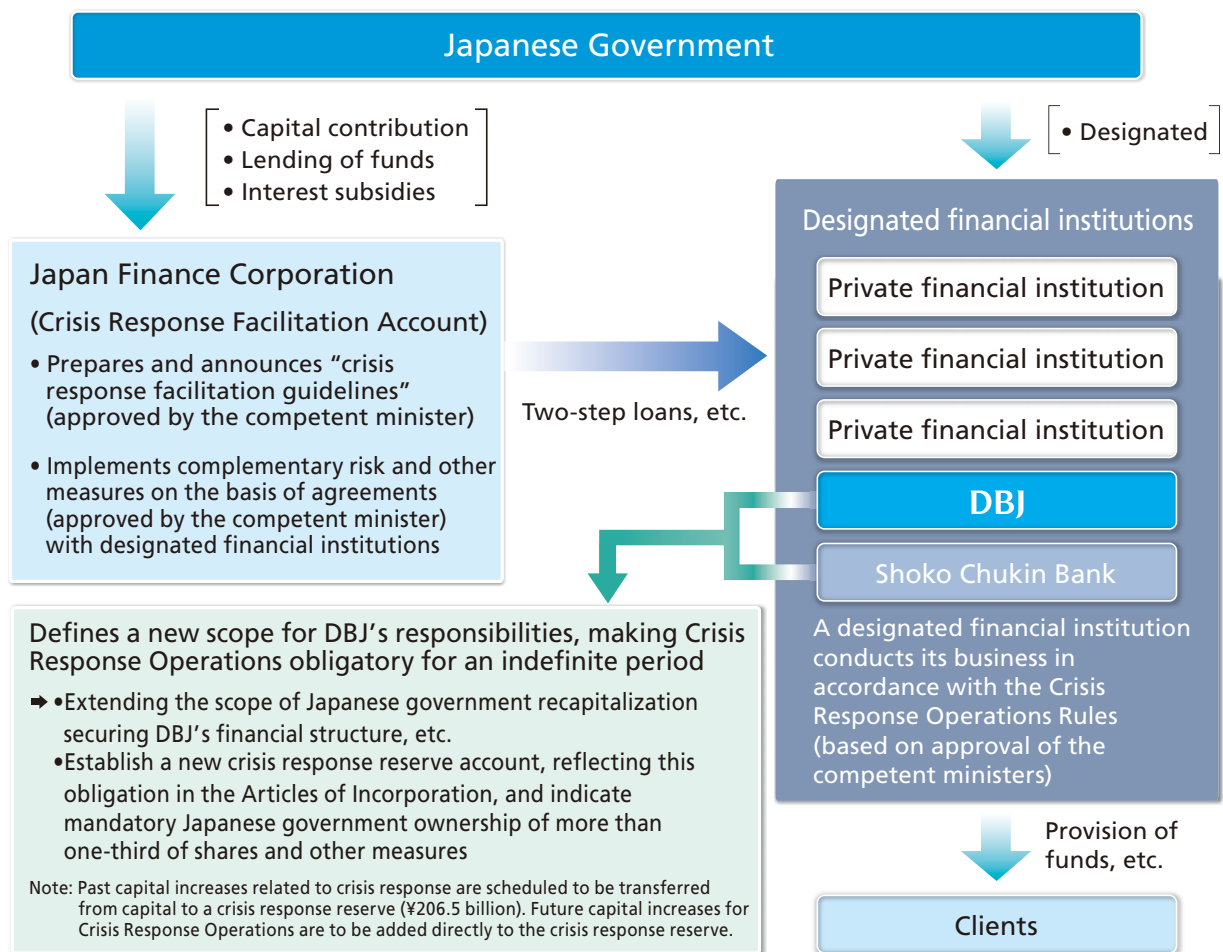 Japanese Government
• Capital contribution
• Lending of funds
• Interest subsidies
• Designated
Japan Finance Corporation
(Crisis Response Facilitation Account)
• Prepares and announces “crisis
response facilitation guidelines”
(approved by the competent minister)
• Implements complementary risk and other
measures on the basis of agreements
(approved by the competent minister)
with designated financial institutions
Two-step loans, etc.
Designated financial institutions
Private financial institution
Private financial institution
Private financial institution
DBJ
Shoko Chukin Bank
A designated financial institution
conducts its business in
accordance with the Crisis
Response Operations Rules
(based on approval of the
competent ministers)
Defines a new scope for DBJ’s responsibilities, making Crisis
Response Operations obligatory for an indefinite period
➡ •Extending the scope of Japanese government recapitalization
securing DBJ’s financial structure, etc.
•Establish a new crisis response reserve account, reflecting this
obligation in the Articles of Incorporation, and indicate
mandatory Japanese government ownership of more than
one-third of shares and other measures
Note: Past capital increases related to crisis response are scheduled to be transferred
from capital to a crisis response reserve (¥206.5 billion). Future capital increases for
Crisis Response Operations are to be added directly to the crisis response reserve.
Provision of
funds, etc.
Clients